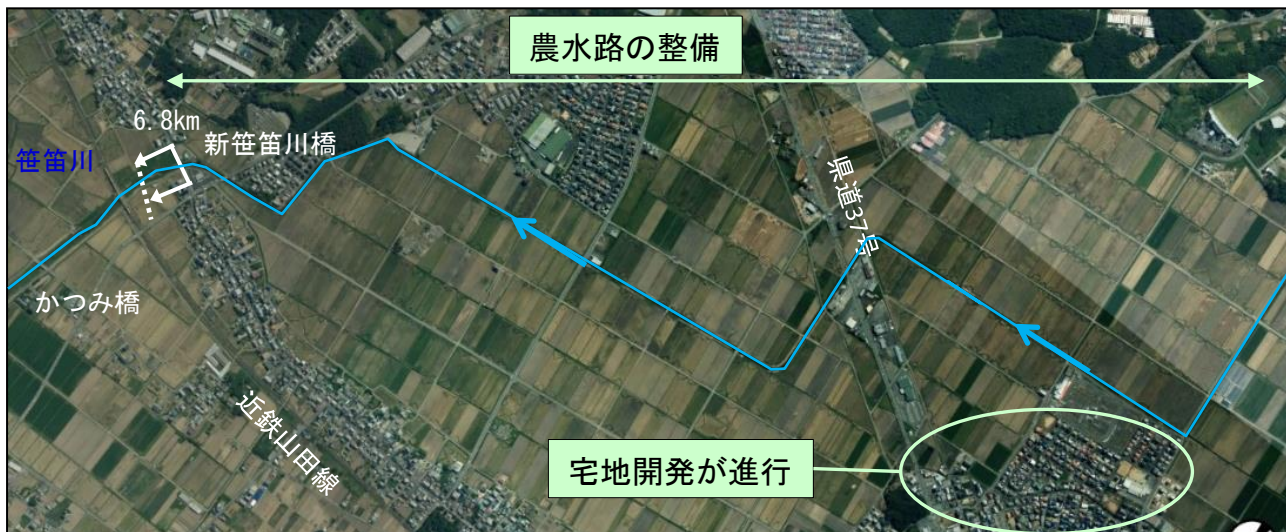 農水路の整備
6.8km
新笹笛川橋
笹笛川
県道37号
かつみ橋
近鉄山田線
宅地開発が進行